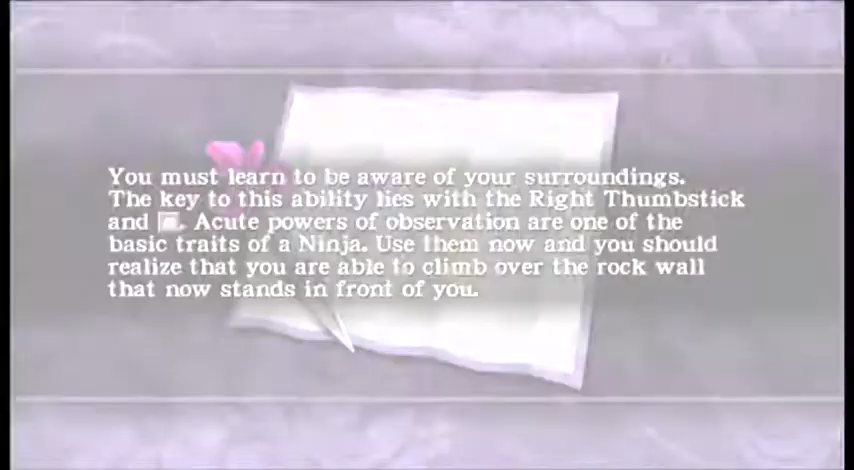 You must learn to be aware of your surroundings.
The key to this ability lies with the Right Thumbstick
and . Acute powers of observation are one of the
basic traits of a Ninja. Use them now and you should
realize that you are able to climb over the rock wall
that now stands in front of you.